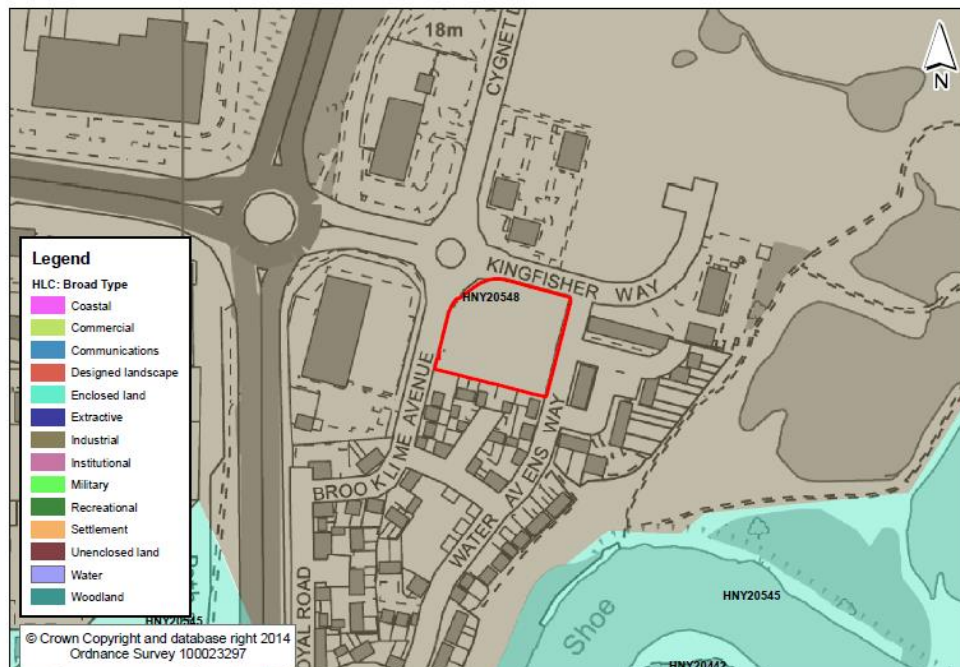 18m
CYGNET
N
KINGFISHER WAY
HNY20548
Legend
HLC: Broad Type
Coastal
Commercial
Communications
Designed landscape
Enclosed land
Extractive
Industrial
Institutional
Military
Recreational
Settlement
Unenclosed land
Water
Woodland
BROOKLIME AVENUE
WATER AVENS WAY
OYAL ROAD
Shoe
HNY20545
HNY20545
HNY20442
© Crown Copyright and database right 2014
Ordnance Survey 100023297